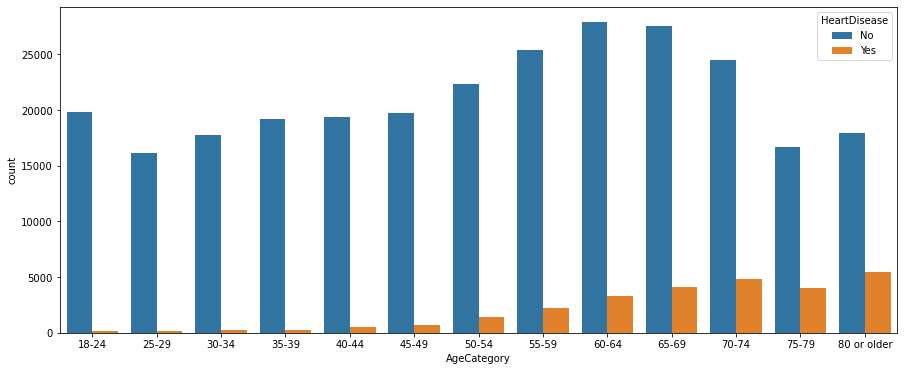 HeartDisease
No
Yes
count
25000
20000
15000
10000
5000
0
18-24 25-29 30-34 35-39 40-44 45-49 50-54 55-59 60-64 65-69 70-74 75-79 80 or older
AgeCategory